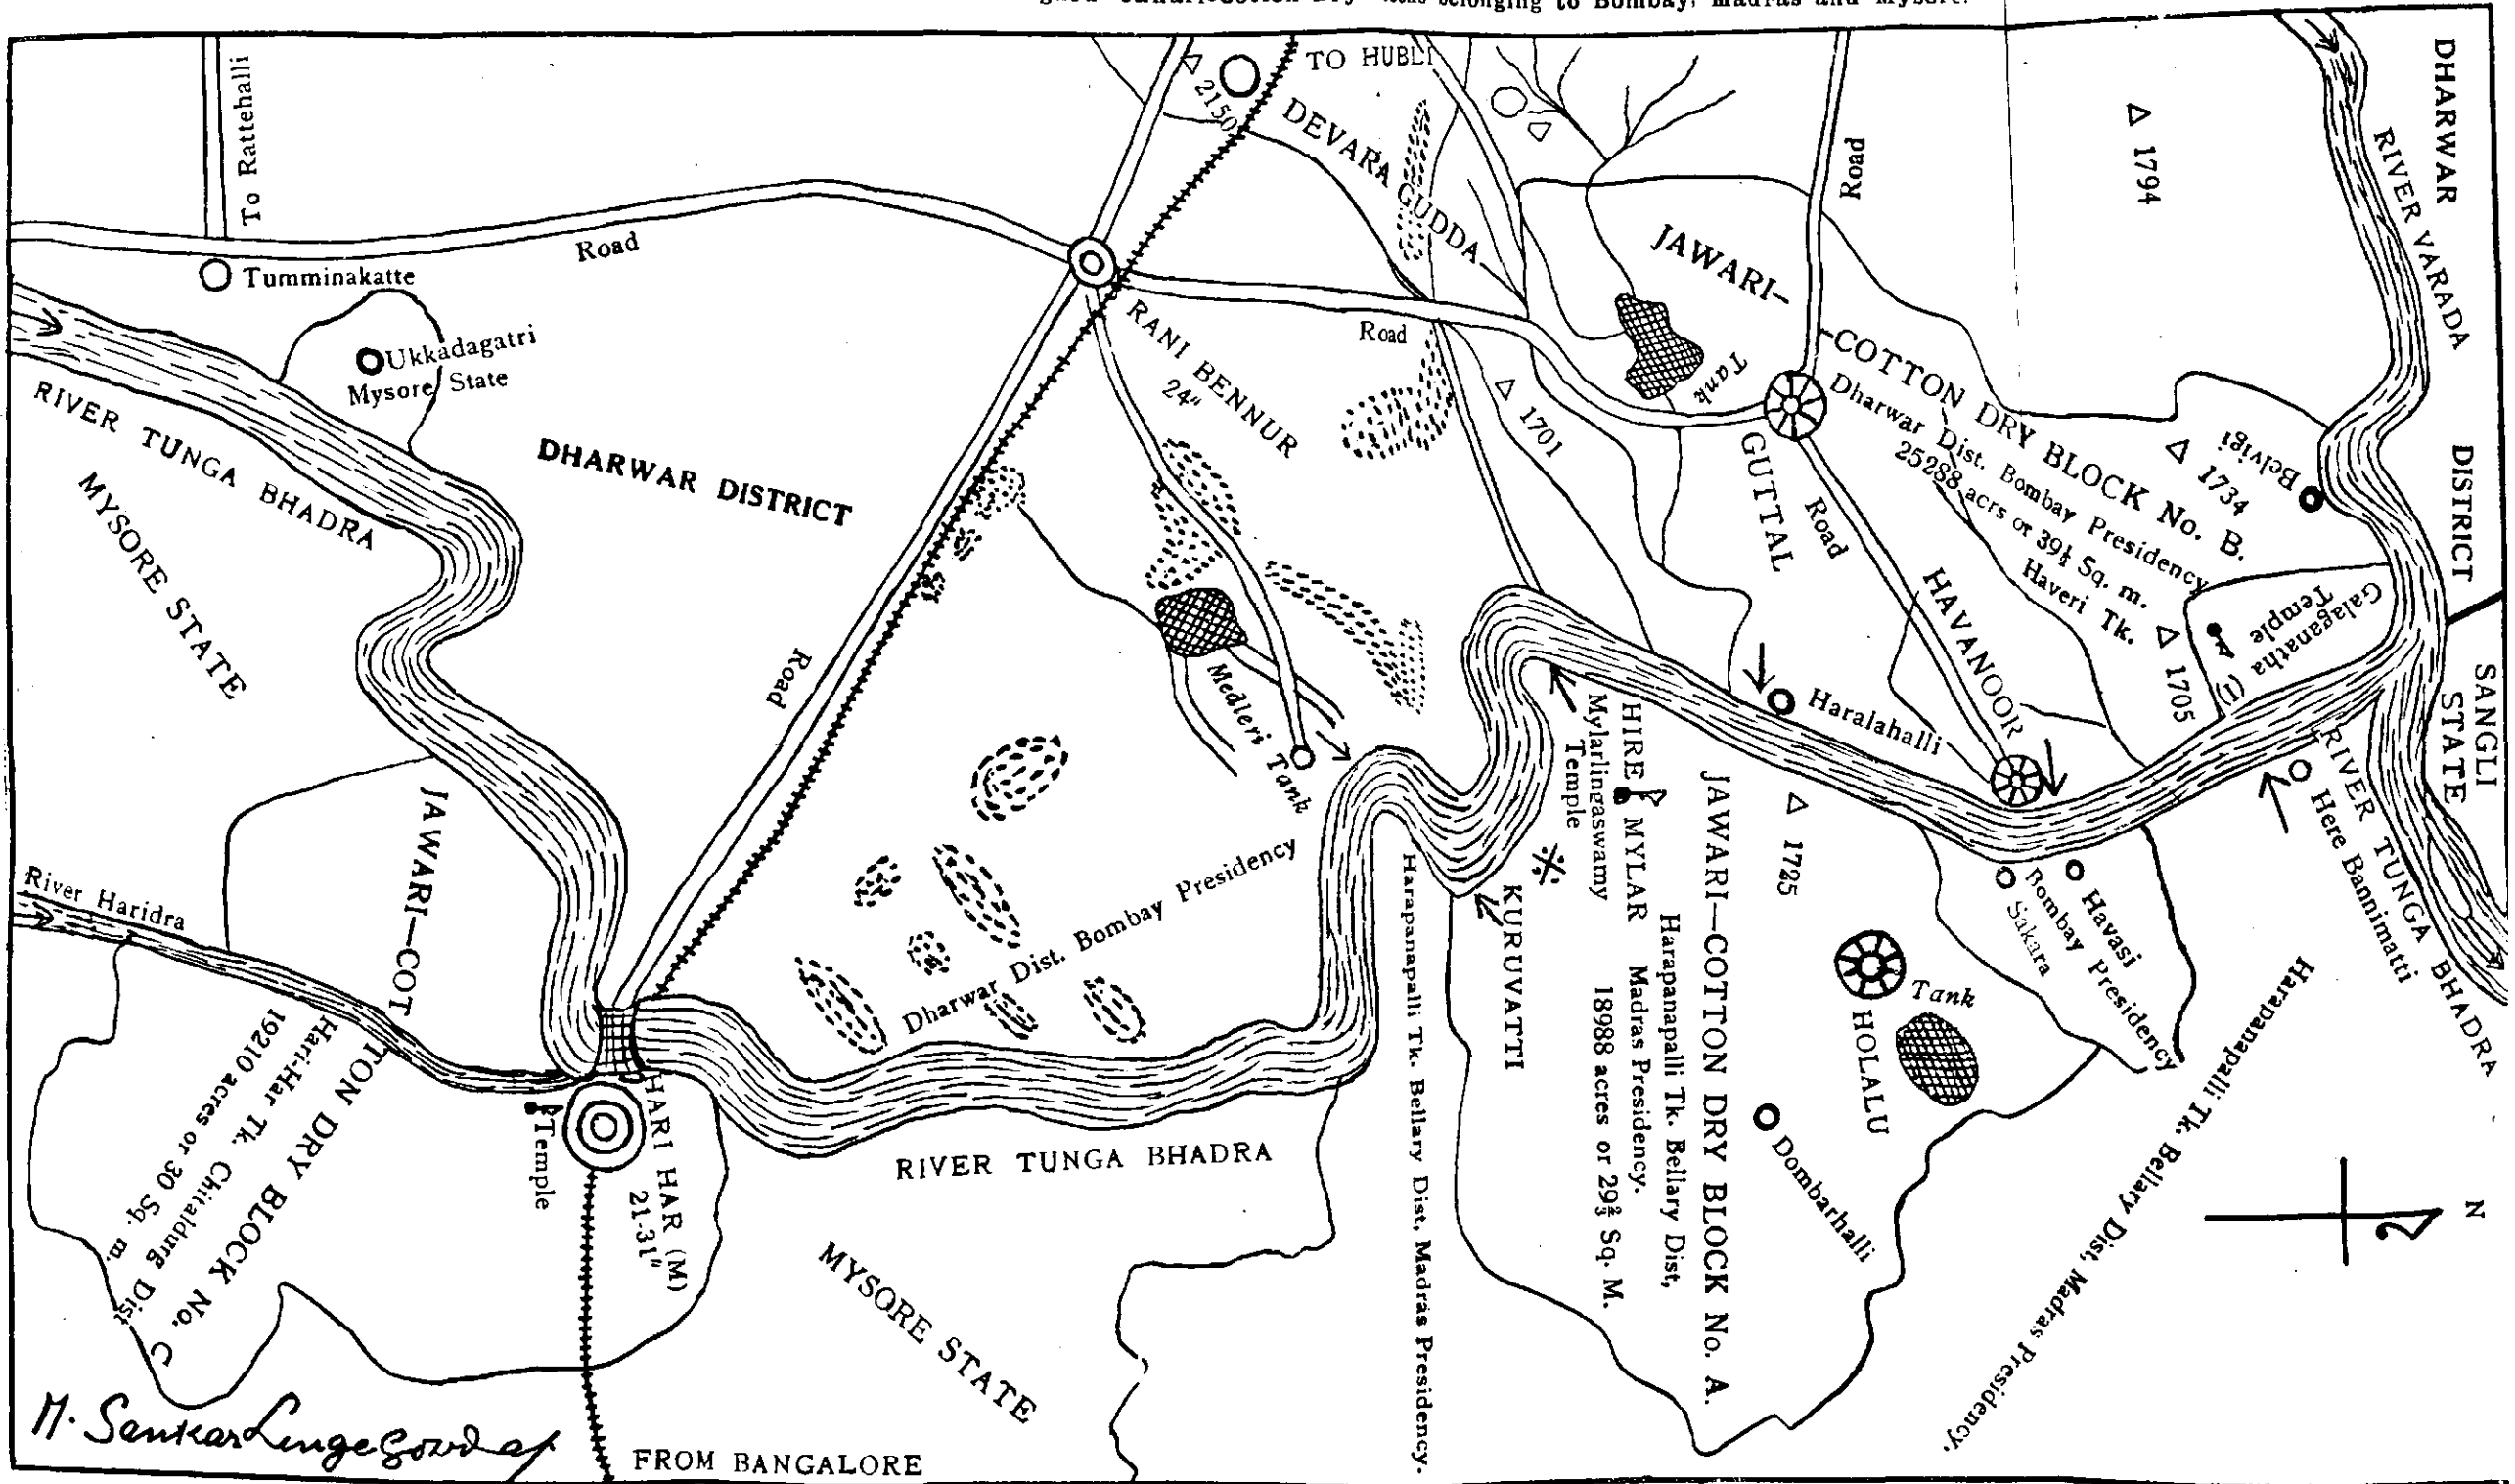 belonging to Bombay, Madras and Mysore.
To Rattehalli
TO HUBLI
2150
DEVARA GUDDA
Road
JAWARI-
1794
DHARWAR
RIVER VARADA
Road
Tumminakatte
Ukkadagatri
Mysore State
RIVER TUNGA BHADRA
MYSORE STATE
DHARWAR DISTRICT
RANI BENNUR
24"
Road
1701
Tank
GUTTAL
-COTTON DRY BLOCK No. B.
Dharwar Dist. Bombay Presidency
25288 acrs or 39½ Sq. m.
Haveri Tk.
1734
Belvigi
DISTRICT
Road
HAVANOOR
Galaganatha
Temple
(1)
1705
SANGLI
STATE
Road
Medleri Tank
Haralahalli
HIRE MYLAR
Mylarlingaswamy
Temple
JAWARI—COTTON DRY BLOCK No. A.
Harapanapalli Tk. Bellary Dist,
Madras Presidency.
18988 acres or 29⅔ Sq. M.
1725
RIVER TUNGA BHADRA
Here Bannimatti
Havasi
Bombay Presidency
Sakara
KURUVATTI
Harapanapalli Tk. Bellary Dist, Madras Presidency.
Tank
HOLALU
Dombarhalli
Harapanapalli Tk. Bellary Dist, Madras Presidency.
N
River Haridra
JAWARI—COT
TON DRY BLOCK No. C
Hari-Har Tk. Chitaldurg Dist
19210 acres or 30 Sq. m.
Dharwar Dist. Bombay Presidency
Temple
HARI HAR (M)
21-31"
RIVER TUNGA BHADRA
MYSORE STATE
FROM BANGALORE